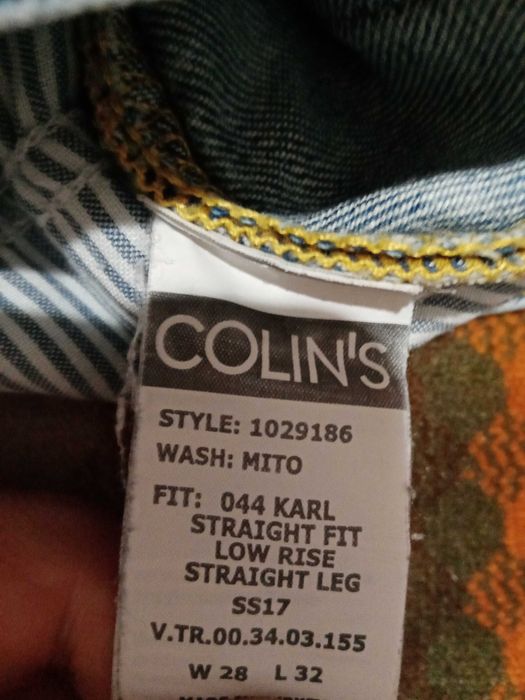 COLIN'S
STYLE: 1029186
WASH: MITO
FIT: 044 KARL
STRAIGHT FIT
LOW RISE
STRAIGHT LEG
SS17
V.TR.00.34.03.155
W 28 L 32